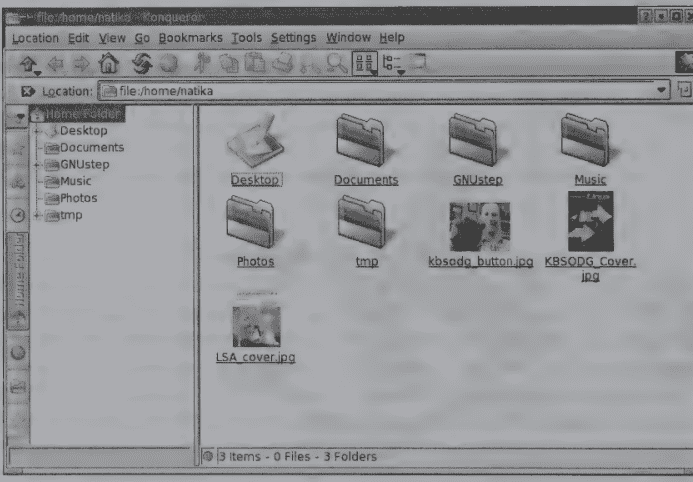 file:/home/natika - Konqueror
Location Edit View Go Bookmarks Tools Settings Window Help
Location: file:/home/natika
Home Folder
Desktop
Documents
GNUstep
Music
Photos
tmp
Home Folder
Desktop Documents GNUstep Music
Photos tmp kbsodg_button.jpg KBSODG_Cover.
jpg
LSA_cover.jpg
3 Items - 0 Files - 3 Folders